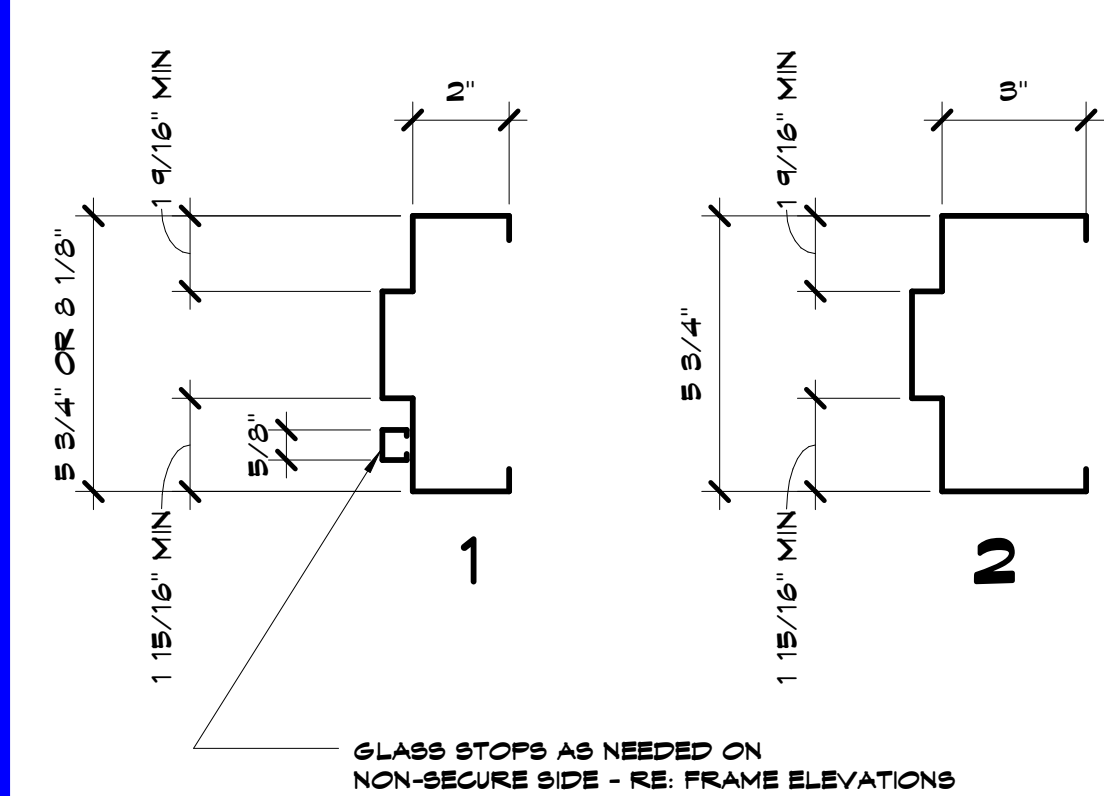 2"
3"
1 9/16" MIN
1 9/16" MIN
5 3/4" OR 8 1/8"
5 3/4"
5/8"
1 15/16" MIN
1 15/16" MIN
1
2
GLASS STOPS AS NEEDED ON
NON-SECURE SIDE - RE: FRAME ELEVATIONS